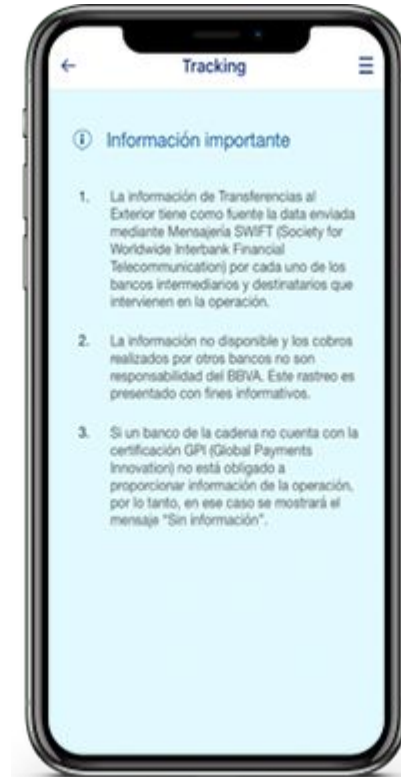 Tracking
Información importante
1. La información de Transferencias al
Exterior tiene como fuente la data enviada
mediante Mensajería SWIFT (Society for
Worldwide Interbank Financial
Telecommunication) por cada uno de los
bancos intermediarios y destinatarios que
intervienen en la operación.
2. La información no disponible y los cobros
realizados por otros bancos no son
responsabilidad del BBVA. Este rastreo es
presentado con fines informativos.
3. Si un banco de la cadena no cuenta con la
certificación GPI (Global Payments
Innovation) no está obligado a
proporcionar información de la operación,
por lo tanto, en ese caso se mostrará el
mensaje "Sin información".